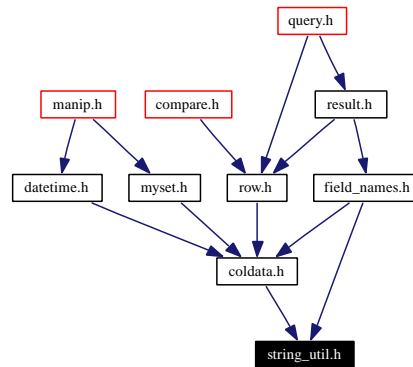 query.h
manip.h
compare.h
result.h
datetime.h
myset.h
row.h
field_names.h
coldata.h
string_util.h